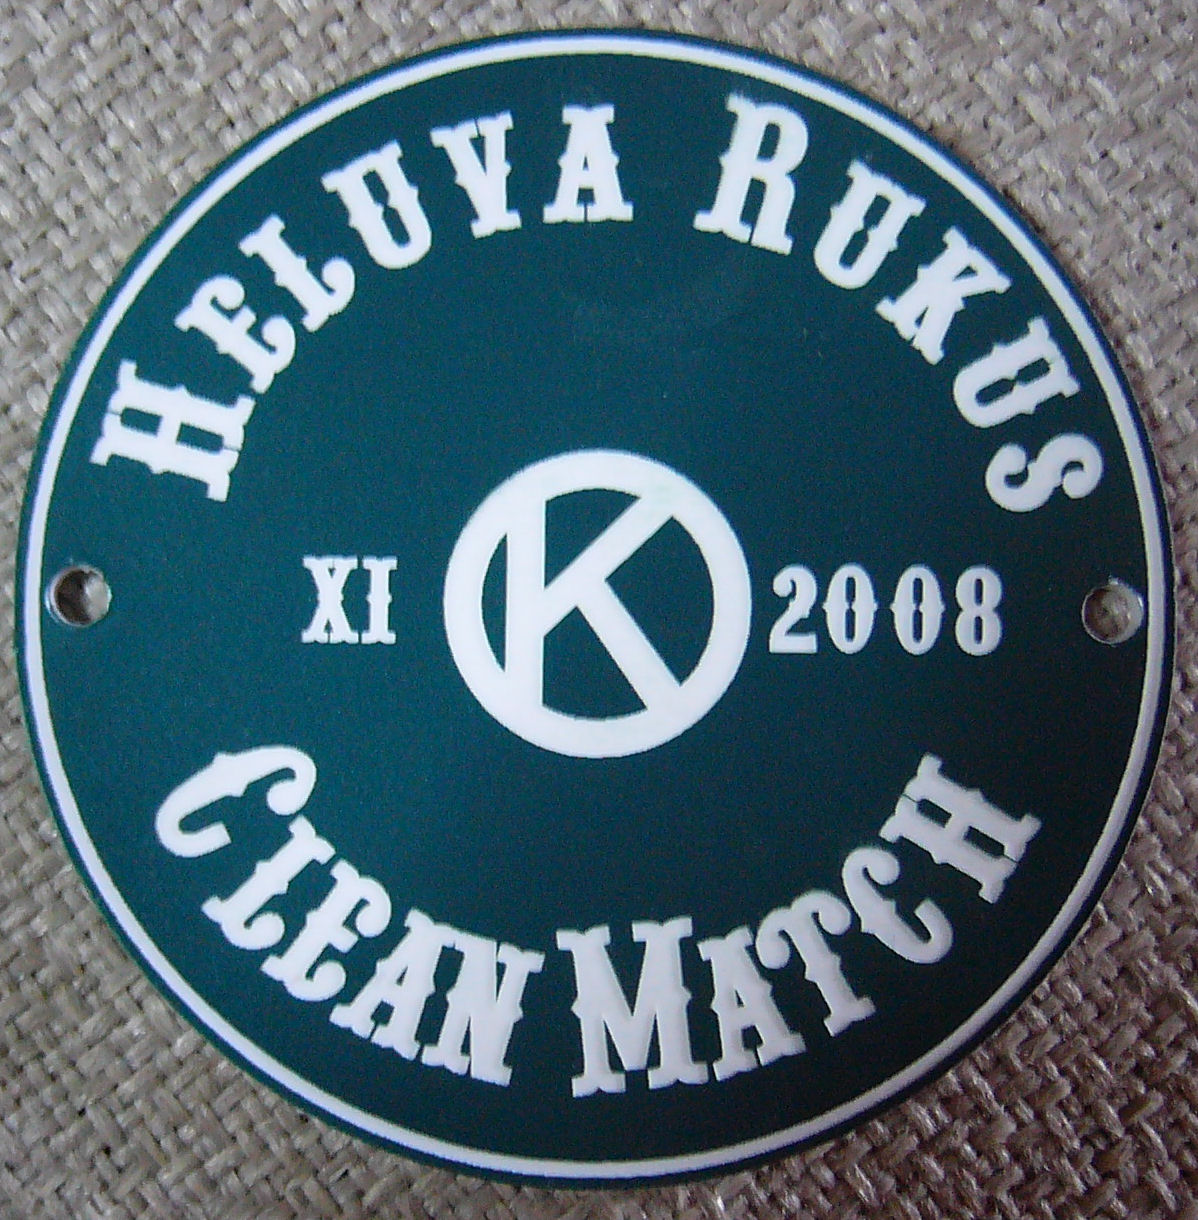 HELUVA RUKUS
XI K 2008
CLEAN MATCH